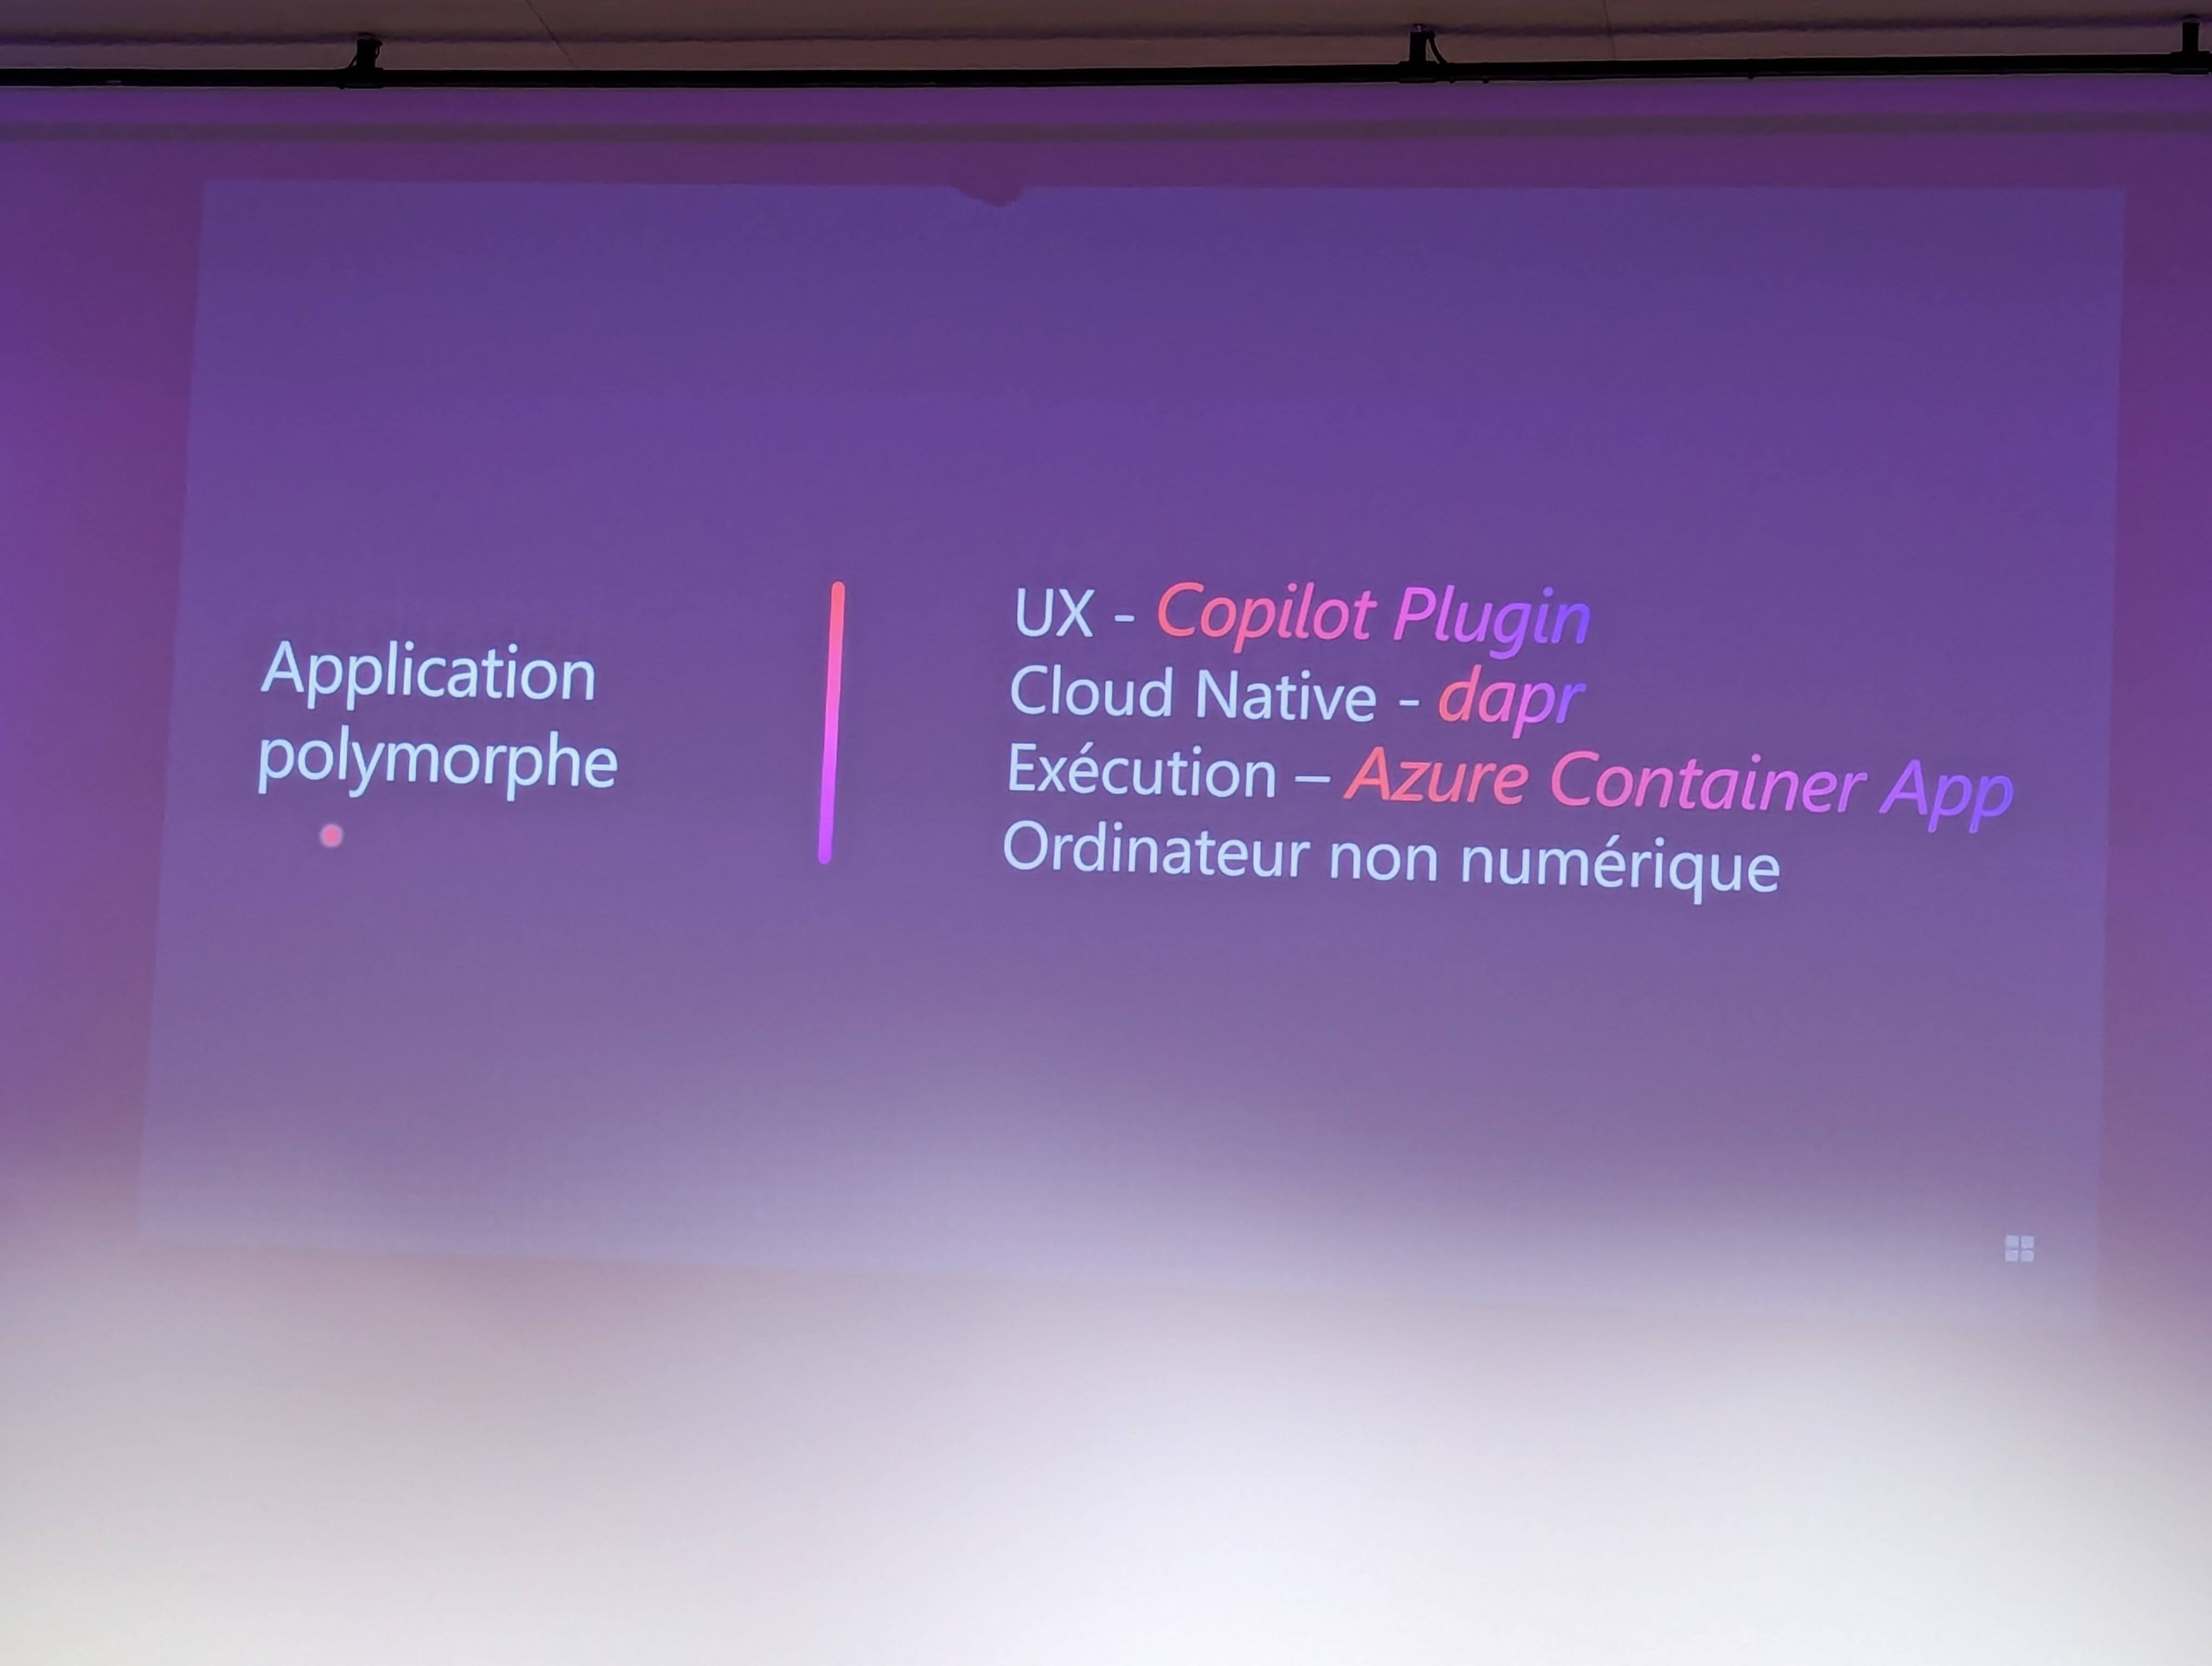 Application
polymorphe
UX - Copilot Plugin
Cloud Native - dapr
Exécution – Azure Container App
Ordinateur non numérique